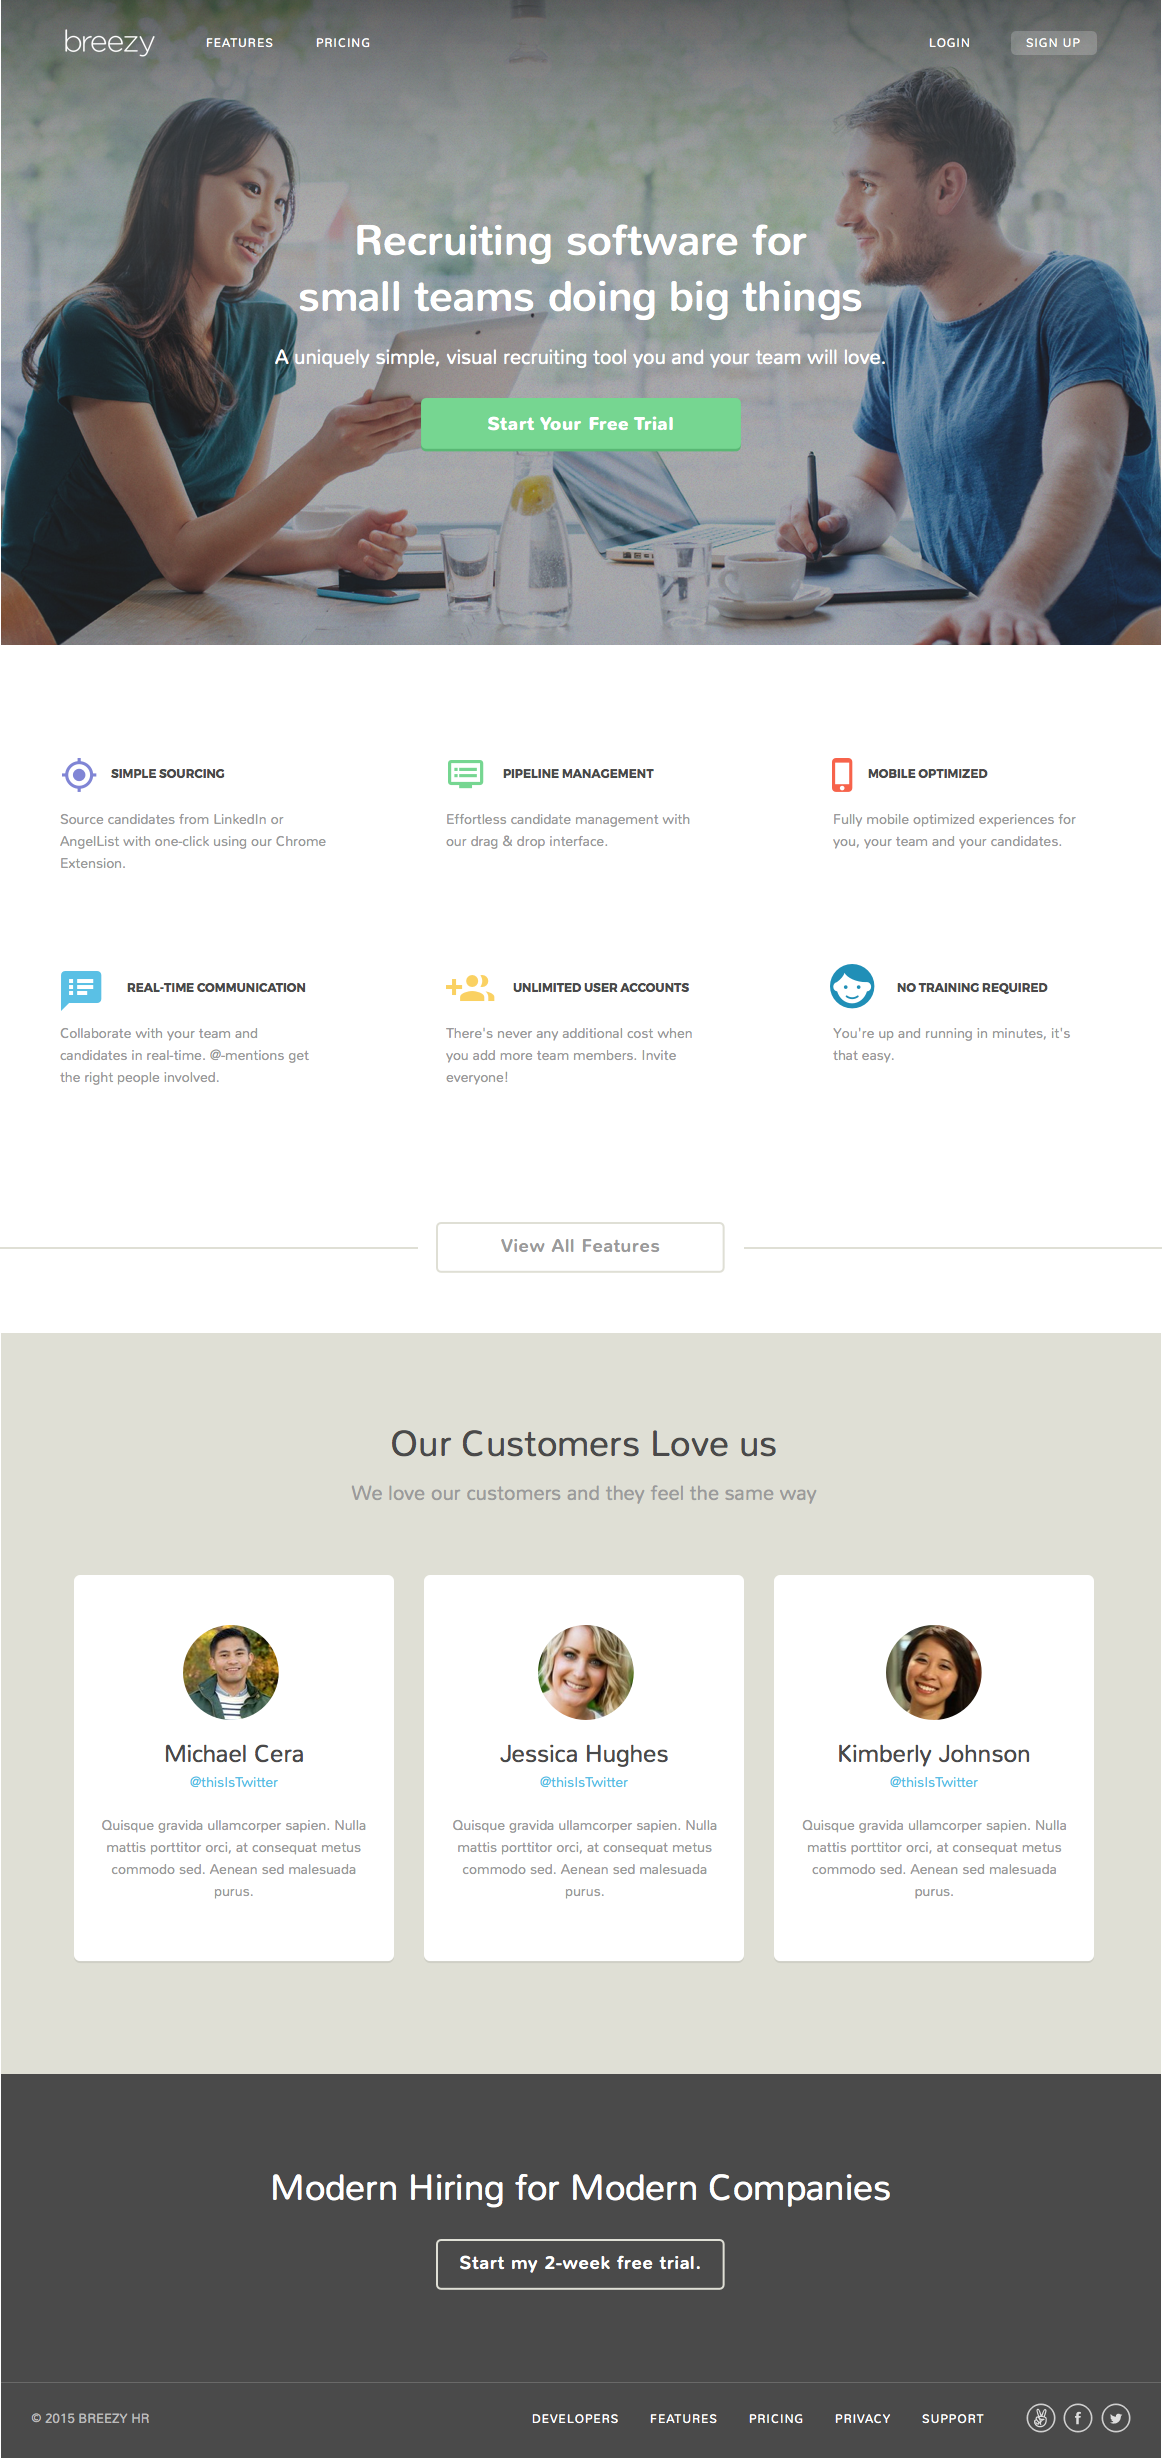 breezy FEATURES PRICING LOGIN SIGN UP
Recruiting software for
small teams doing big things
A uniquely simple, visual recruiting tool you and your team will love.
Start Your Free Trial
SIMPLE SOURCING
Source candidates from LinkedIn or
AngelList with one-click using our Chrome
Extension.
PIPELINE MANAGEMENT
Effortless candidate management with
our drag & drop interface.
MOBILE OPTIMIZED
Fully mobile optimized experiences for
you, your team and your candidates.
REAL-TIME COMMUNICATION
Collaborate with your team and
candidates in real-time. @-mentions get
the right people involved.
UNLIMITED USER ACCOUNTS
There's never any additional cost when
you add more team members. Invite
everyone!
NO TRAINING REQUIRED
You're up and running in minutes, it's
that easy.
View All Features
Our Customers Love us
We love our customers and they feel the same way
Michael Cera
@thisIsTwitter
Quisque gravida ullamcorper sapien. Nulla
mattis porttitor orci, at consequat metus
commodo sed. Aenean sed malesuada
purus.
Jessica Hughes
@thisIsTwitter
Quisque gravida ullamcorper sapien. Nulla
mattis porttitor orci, at consequat metus
commodo sed. Aenean sed malesuada
purus.
Kimberly Johnson
@thisIsTwitter
Quisque gravida ullamcorper sapien. Nulla
mattis porttitor orci, at consequat metus
commodo sed. Aenean sed malesuada
purus.
Modern Hiring for Modern Companies
Start my 2-week free trial.
© 2015 BREEZY HR DEVELOPERS FEATURES PRICING PRIVACY SUPPORT